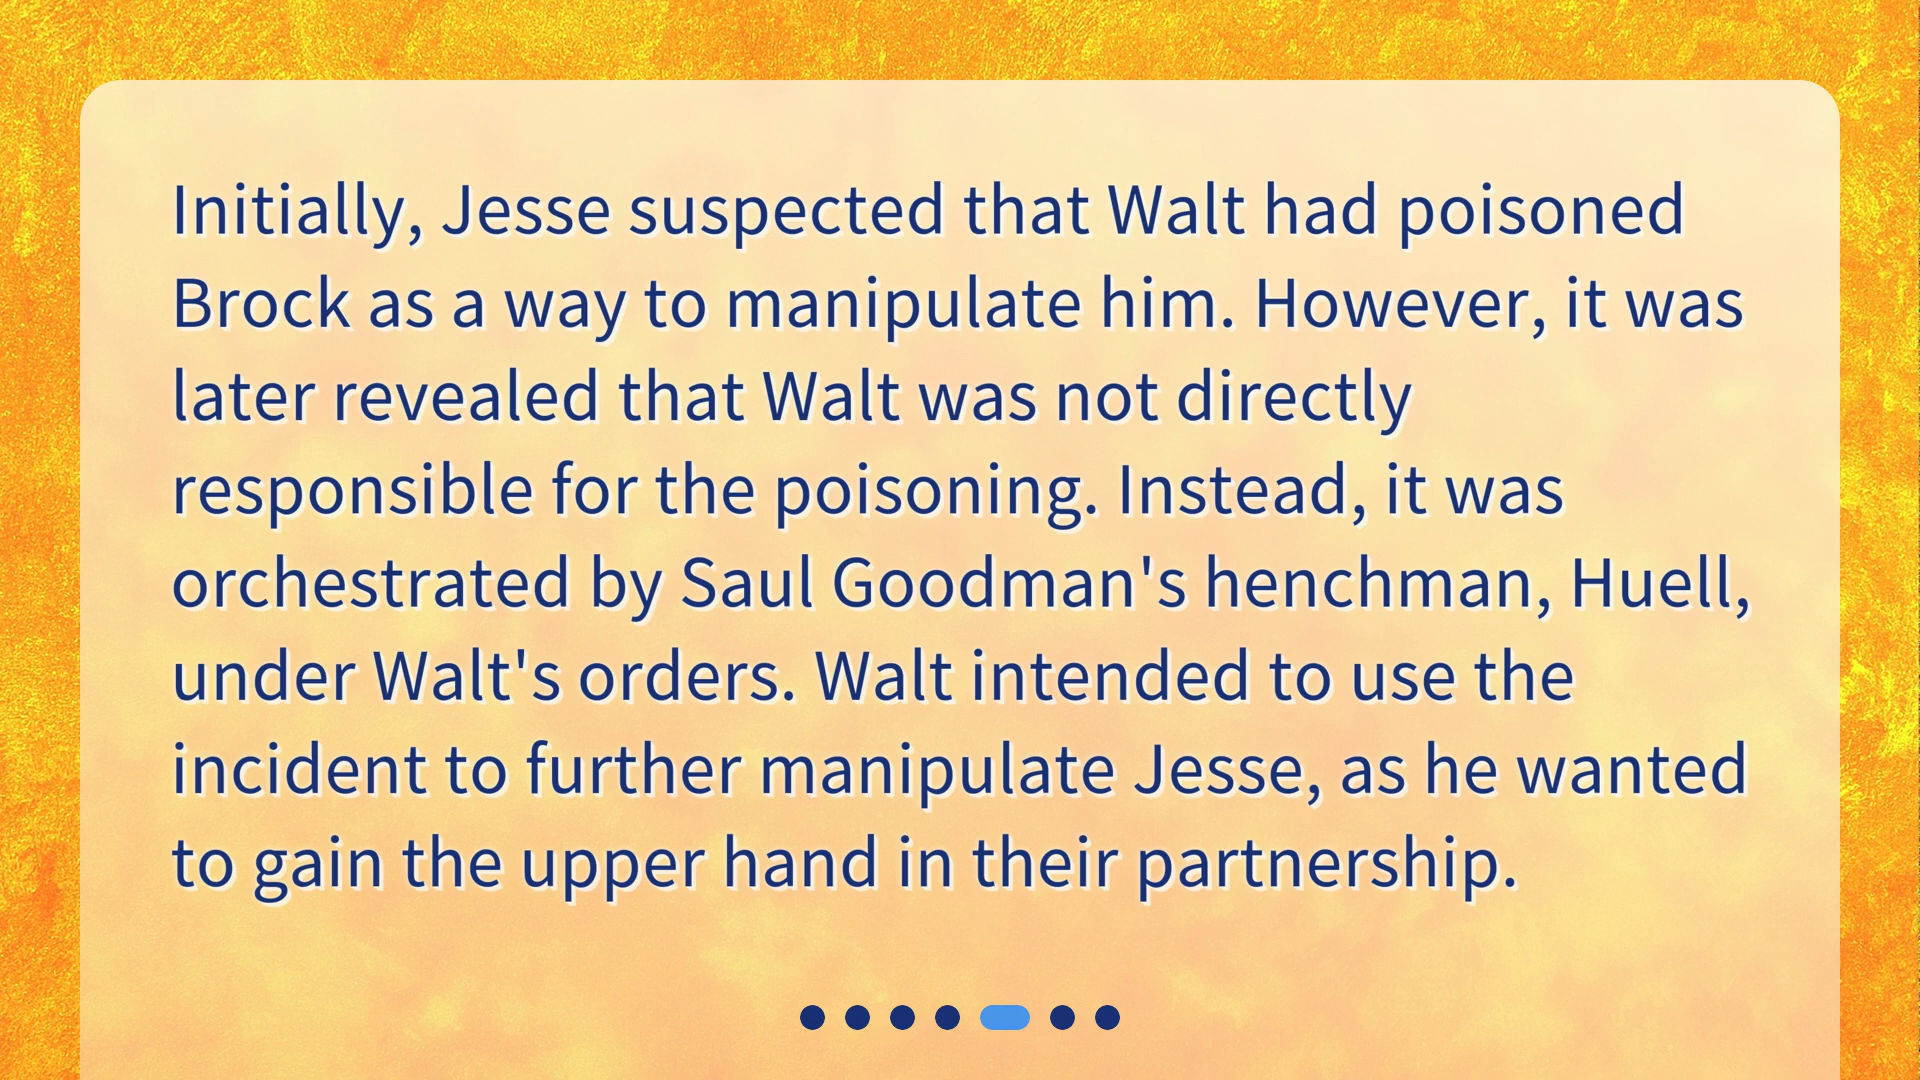 Initially, Jesse suspected that Walt had poisoned
Brock as a way to manipulate him. However, it was
later revealed that Walt was not directly
responsible for the poisoning. Instead, it was
orchestrated by Saul Goodman's henchman, Huell,
under Walt's orders. Walt intended to use the
incident to further manipulate Jesse, as he wanted
to gain the upper hand in their partnership.